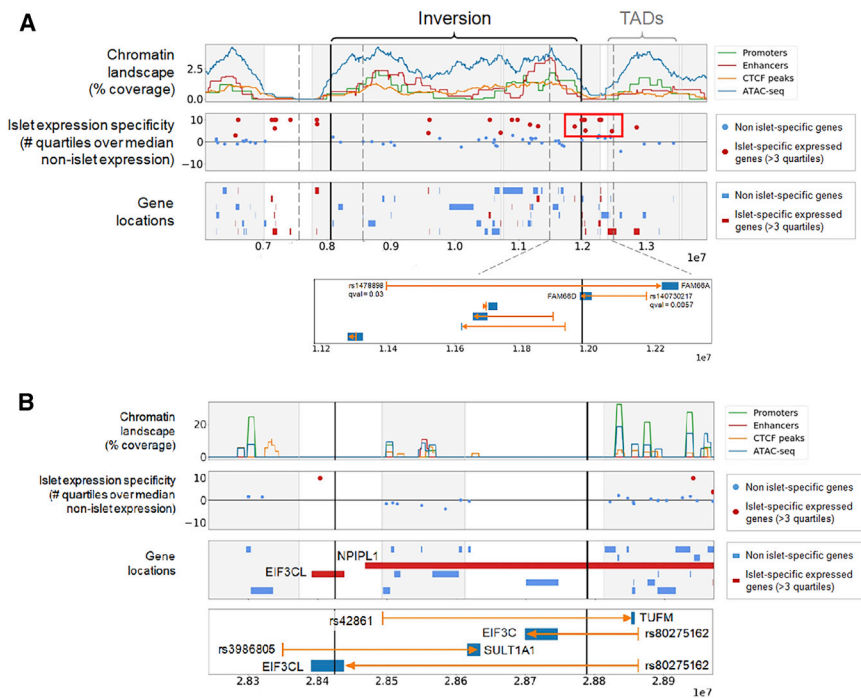 A
Inversion
TADs
Chromatin
landscape
(% coverage)
2.5
0.0
Promoters
Enhancers
CTCF peaks
ATAC-seq
Islet expression specificity
(# quartiles over median
non-islet expression)
10
0
−10
Non islet-specific genes
Islet-specific expressed
genes (>3 quartiles)
Gene
locations
Non islet-specific genes
Islet-specific expressed
genes (>3 quartiles)
0.7 0.8 0.9 1.0 1.1 1.2 1.3
1e7
rs1478898
qval = 0.03
FAM66A
FAM66D
rs140730217
qval = 0.0057
1.12 1.14 1.16 1.18 1.20 1.22
1e7
B
Chromatin
landscape
(% coverage)
20
0
Promoters
Enhancers
CTCF peaks
ATAC-seq
Islet expression specificity
(# quartiles over median
non-islet expression)
10
0
−10
Non islet-specific genes
Islet-specific expressed
genes (>3 quartiles)
Gene
locations
NPIPL1
EIF3CL
Non islet-specific genes
Islet-specific expressed
genes (>3 quartiles)
rs42861
TUFM
EIF3C
rs80275162
rs3986805
SULT1A1
EIF3CL
rs80275162
2.83 2.84 2.85 2.86 2.87 2.88 2.89
1e7